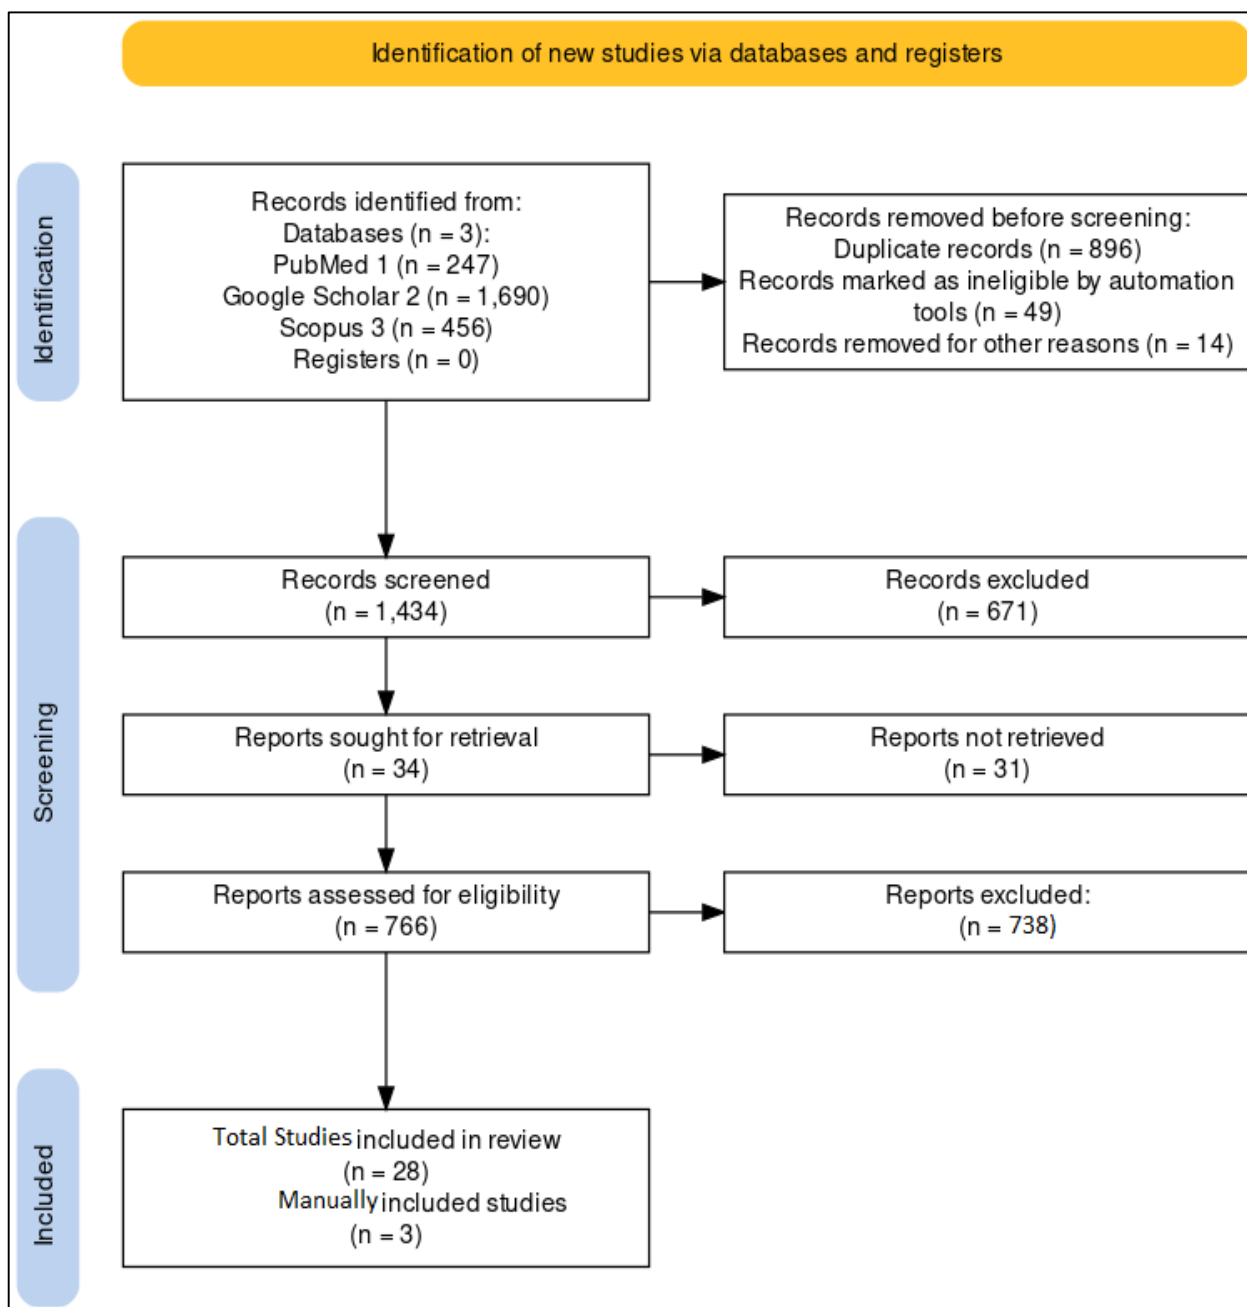 Identification of new studies via databases and registers
Identification
Records identified from:
Databases (n = 3):
PubMed 1 (n = 247)
Google Scholar 2 (n = 1,690)
Scopus 3 (n = 456)
Registers (n = 0)
Records removed before screening:
Duplicate records (n = 896)
Records marked as ineligible by automation
tools (n = 49)
Records removed for other reasons (n = 14)
Screening
Records screened
(n = 1,434)
Records excluded
(n = 671)
Reports sought for retrieval
(n = 34)
Reports not retrieved
(n = 31)
Reports assessed for eligibility
(n = 766)
Reports excluded:
(n = 738)
Included
Total Studies included in review
(n = 28)
Manually included studies
(n = 3)